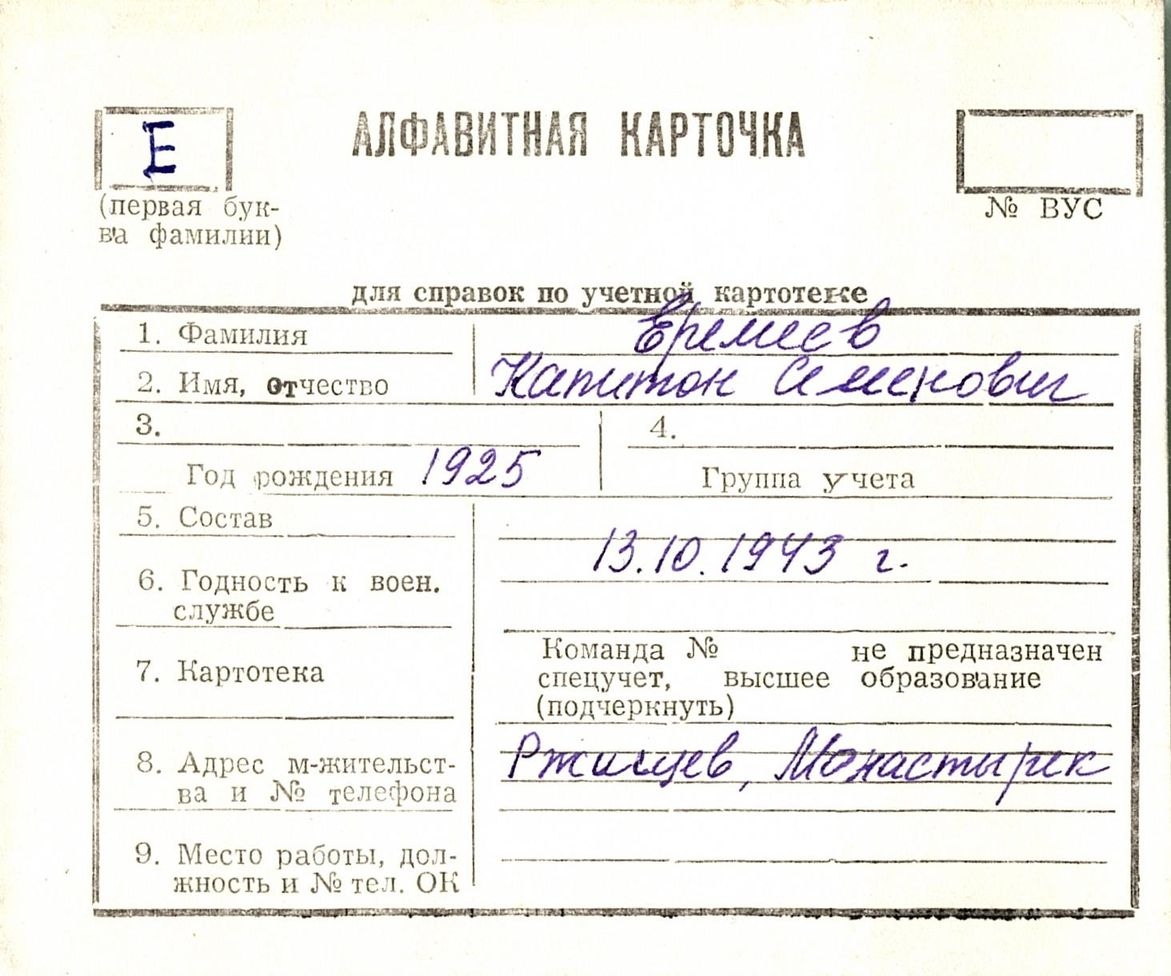 Е
АЛФАВИТНАЯ КАРТОЧКА
(первая бук-
ва фамилии)
№ ВУС
для справок по учетной картотеке
1. Фамилия Еремеев
2. Имя, отчество Капитон Семенович
3. 4.
Год рождения 1925 Группа учета
5. Состав
13.10.1943 г.
6. Годность к воен.
службе
Команда № не предназначен
7. Картотека спецучет, высшее образование
(подчеркнуть)
8. Адрес м-жительст- Ржищев, Монастырек
ва и № телефона
9. Место работы, дол-
жность и № тел. ОК